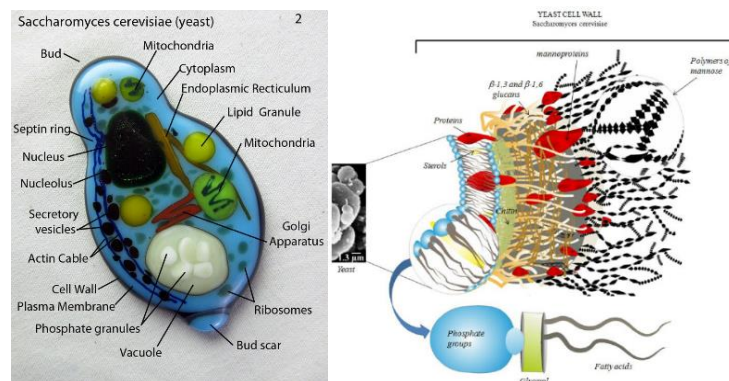 Saccharomyces cerevisiae (yeast)
2
Bud
Mitochondria
Cytoplasm
Endoplasmic Recticulum
Lipid Granule
Mitochondria
Septin ring
Nucleus
Nucleolus
Secretory
vesicles
Actin Cable
Golgi
Apparatus
Cell Wall
Plasma Membrane
Phosphate granules
Vacuole
Ribosomes
Bud scar
YEAST CELL WALL
Saccharomyces cerevisiae
manneproteins
Polymers of
mannose
β-1,3 and β-1,6
glucans
Proteins
Sterols
Chitin
1.3 µm
Yeast
Phosphate
groups
Glycerol
Fatty acids